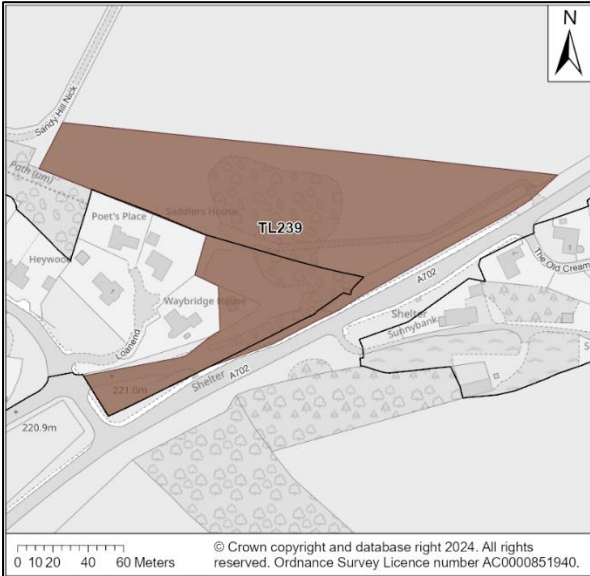 N
Sandy Hill Nick
Path (um)
Poet's Place
Saddlers House
TL239
Heywood
Waybridge House
Loanend
A702
The Old Cream
Shelter
Sunnybank
S
221.0m
Shelter
A702
220.9m
0 10 20 40 60 Meters
© Crown copyright and database right 2024. All rights
reserved. Ordnance Survey Licence number AC0000851940.